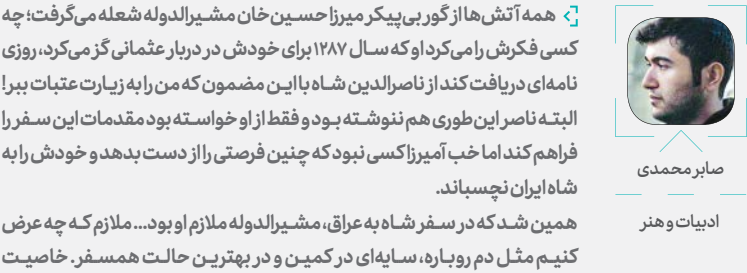 همه آتش‌ها از گور بی‌پیکر میرزا حسین‌خان مشیرالدوله شعله می‌گرفت؛ چه
کسی فکرش را می‌کرد او که سال ۱۲۸۷ برای خودش در دربار عثمانی گز می‌کرد، روزی
نامه‌ای دریافت کند از ناصرالدین شاه با این مضمون که من را به زیارت عتبات ببر!
البته ناصر این‌طوری هم ننوشته بود و فقط از او خواسته بود مقدمات این سفر را
فراهم کند اما خب آمیرزا کسی نبود که چنین فرصتی را از دست بدهد و خودش را به
شاه ایران نچسباند.
همین شد که در سفر شاه به عراق، مشیرالدوله ملازم او بود... ملازم که چه عرض
کنیم مثل دم روباره، سایه‌ای در کمین و در بهترین حالت همسفر. خاصیت
صابر محمدی
ادبیات و هنر